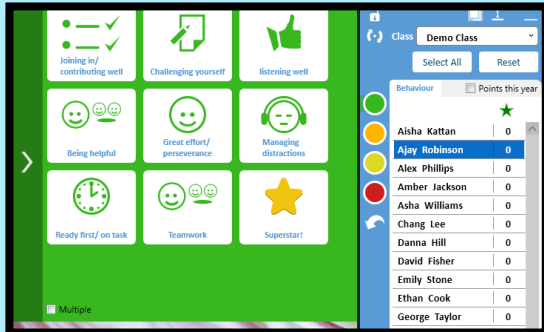 Joining in/
contributing well
Challenging yourself
listening well
Being helpful
Great effort/
perseverance
Managing
distractions
Ready first/ on task
Teamwork
Superstar!
Multiple
Class
Demo Class
Select All
Reset
Behaviour
Points this year
Aisha Kattan 0
Ajay Robinson 0
Alex Phillips 0
Amber Jackson 0
Asha Williams 0
Chang Lee 0
Danna Hill 0
David Fisher 0
Emily Stone 0
Ethan Cook 0
George Taylor 0